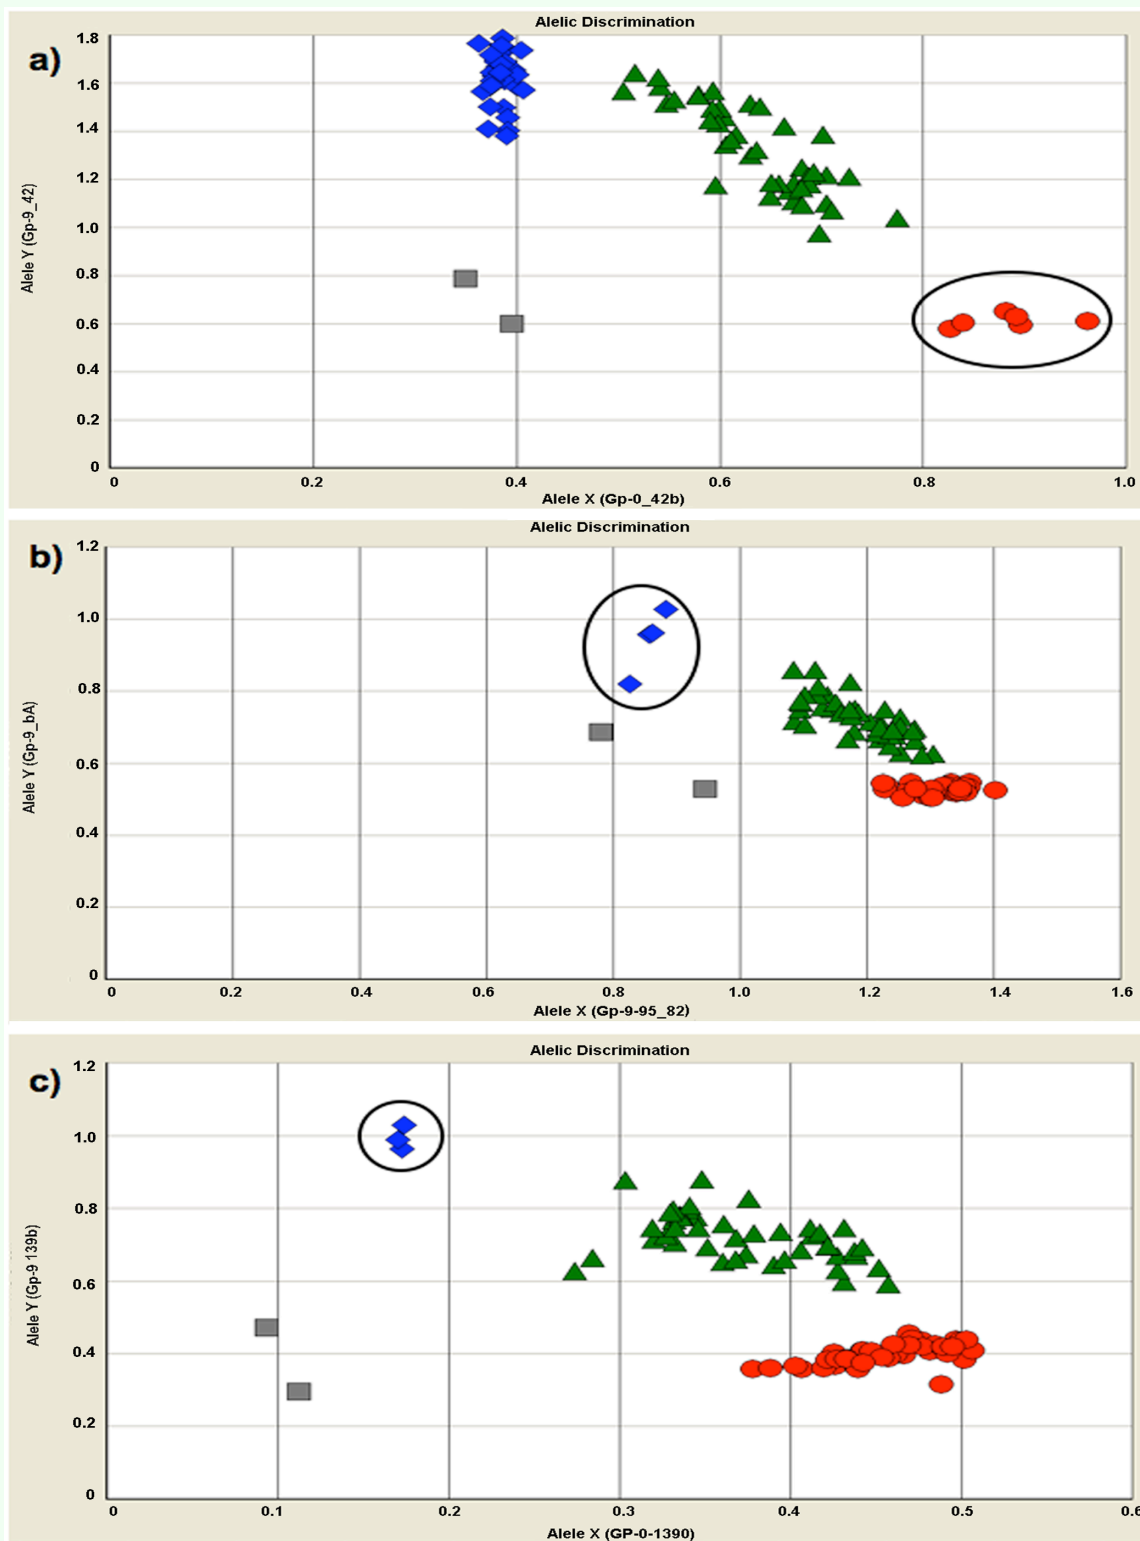 Alelic Discrimination
a)
1.8
1.6
1.4
1.2
1.0
0.8
0.6
0.4
0.2
0
Alele Y (Gp-9_42)
0 0.2 0.4 0.6 0.8 1.0
Alele X (Gp-0_42b)
Alelic Discrimination
b)
1.2
1.0
0.8
0.6
0.4
0.2
0
Alele Y (Gp-9_bA)
0 0.2 0.4 0.6 0.8 1.0 1.2 1.4 1.6
Alele X (Gp-9-95_82)
Alelic Discrimination
c)
1.2
1.0
0.8
0.6
0.4
0.2
0
Alele Y (Gp-9 139b)
0 0.1 0.2 0.3 0.4 0.5 0.6
Alele X (GP-0-1390)